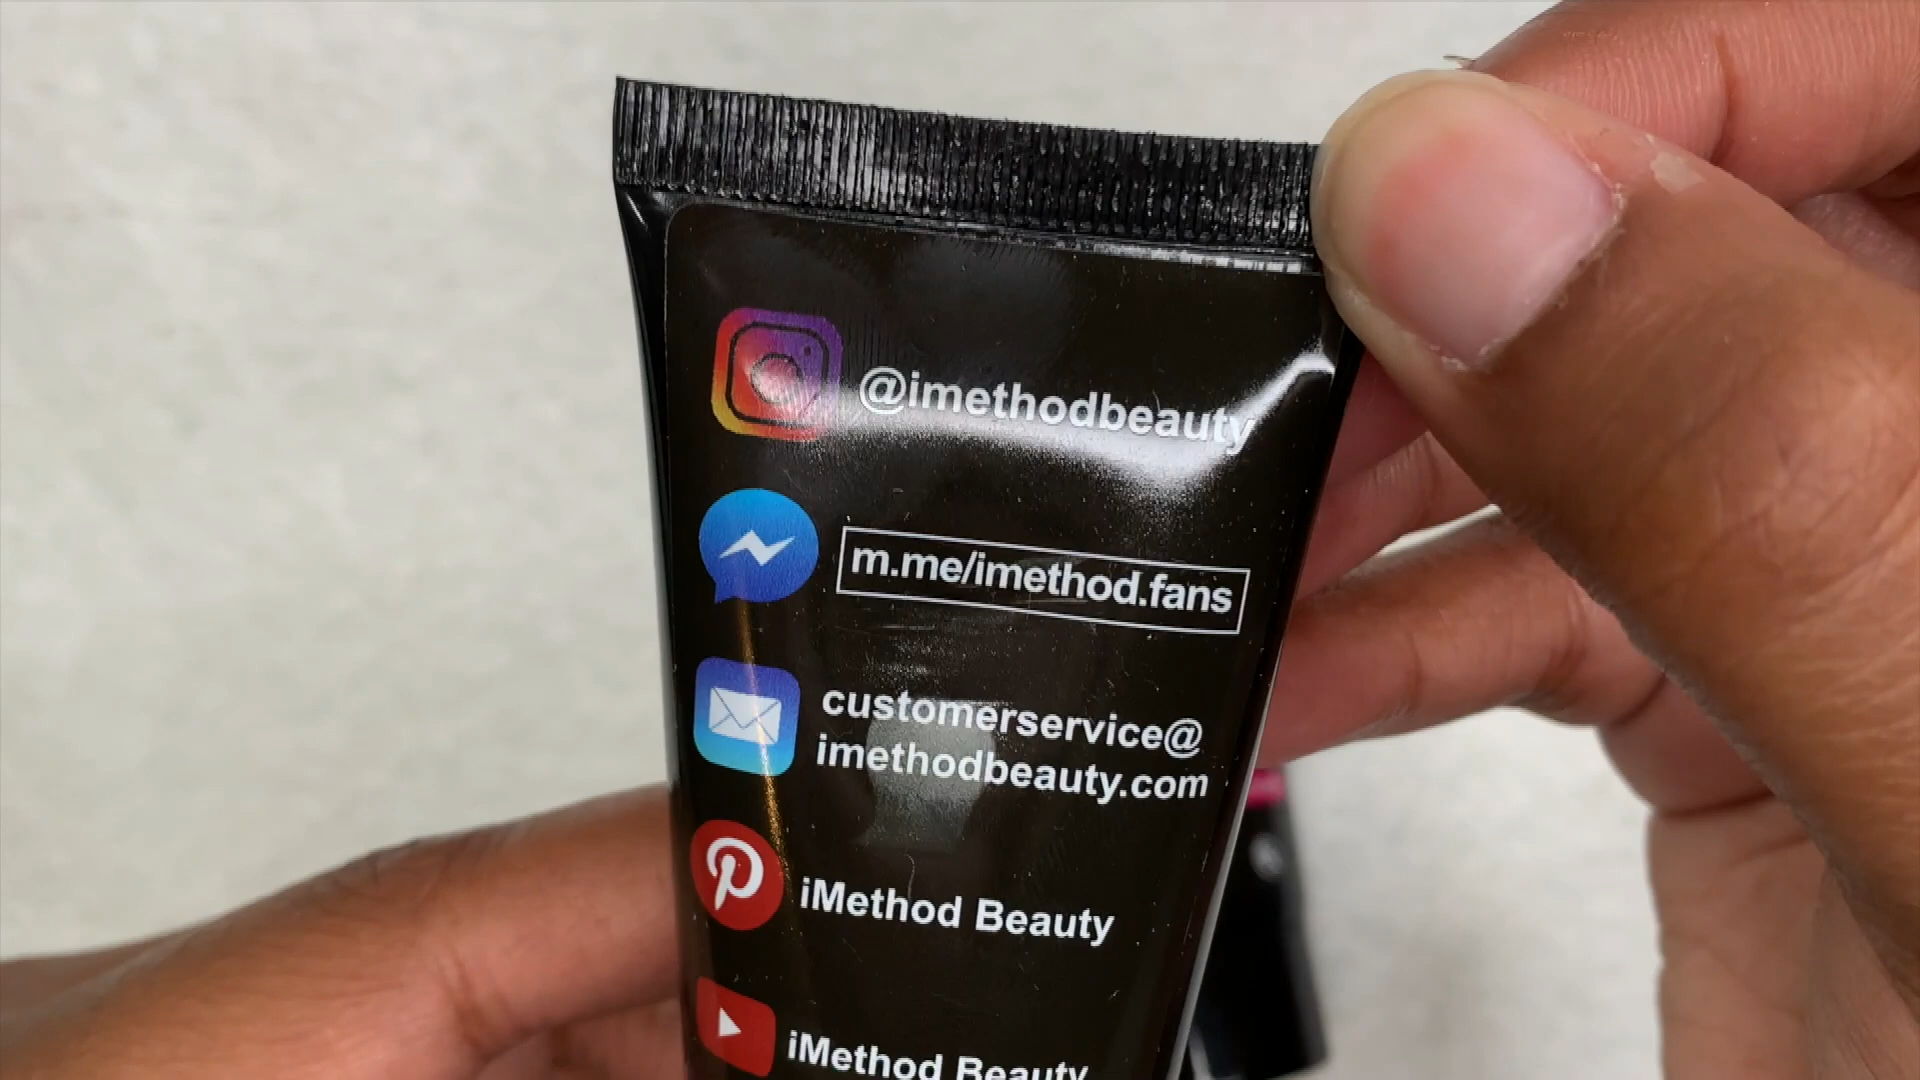 @imethodbeauty
m.me/imethod.fans
customerservice@
imethodbeauty.com
iMethod Beauty
iMethod Beauty